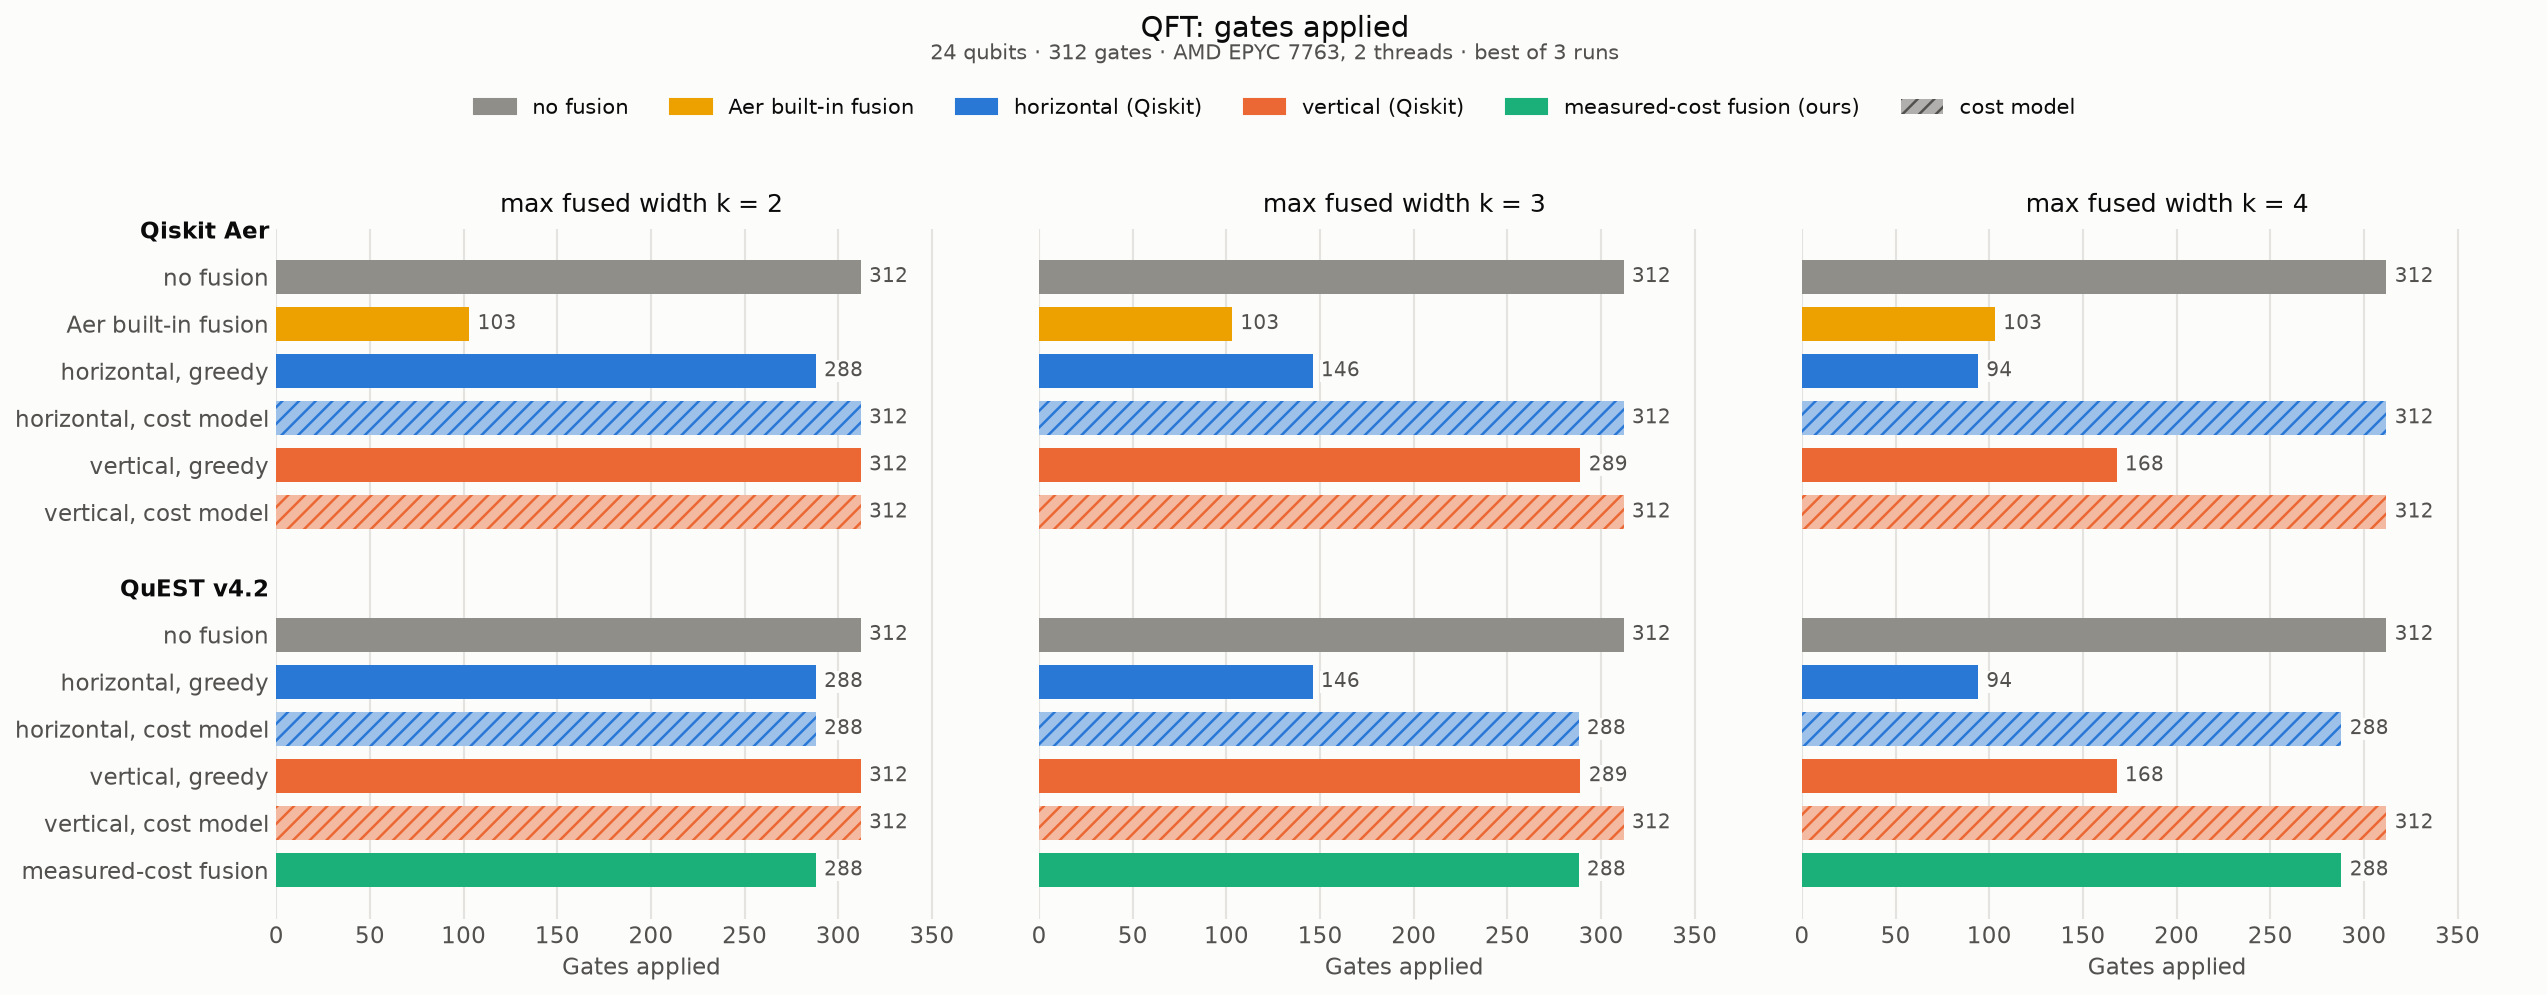 QFT: gates applied
24 qubits · 312 gates · AMD EPYC 7763, 2 threads · best of 3 runs
no fusion Aer built-in fusion horizontal (Qiskit) vertical (Qiskit) measured-cost fusion (ours) cost model
max fused width k = 2 max fused width k = 3 max fused width k = 4
Qiskit Aer
no fusion 312 312 312
Aer built-in fusion 103 103 103
horizontal, greedy 288 146 94
horizontal, cost model 312 312 312
vertical, greedy 312 289 168
vertical, cost model 312 312 312
QuEST v4.2
no fusion 312 312 312
horizontal, greedy 288 146 94
horizontal, cost model 288 288 288
vertical, greedy 312 289 168
vertical, cost model 312 312 312
measured-cost fusion 288 288 288
0 50 100 150 200 250 300 350 0 50 100 150 200 250 300 350 0 50 100 150 200 250 300 350
Gates applied Gates applied Gates applied